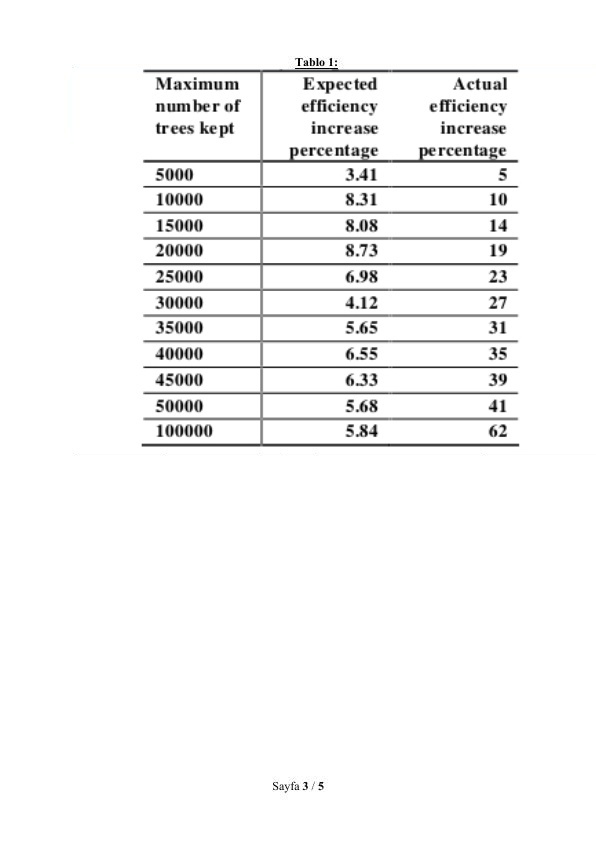 Tablo 1:
Maximum number of trees kept Expected efficiency increase percentage Actual efficiency increase percentage
5000 3.41 5
10000 8.31 10
15000 8.08 14
20000 8.73 19
25000 6.98 23
30000 4.12 27
35000 5.65 31
40000 6.55 35
45000 6.33 39
50000 5.68 41
100000 5.84 62
Sayfa 3 / 5